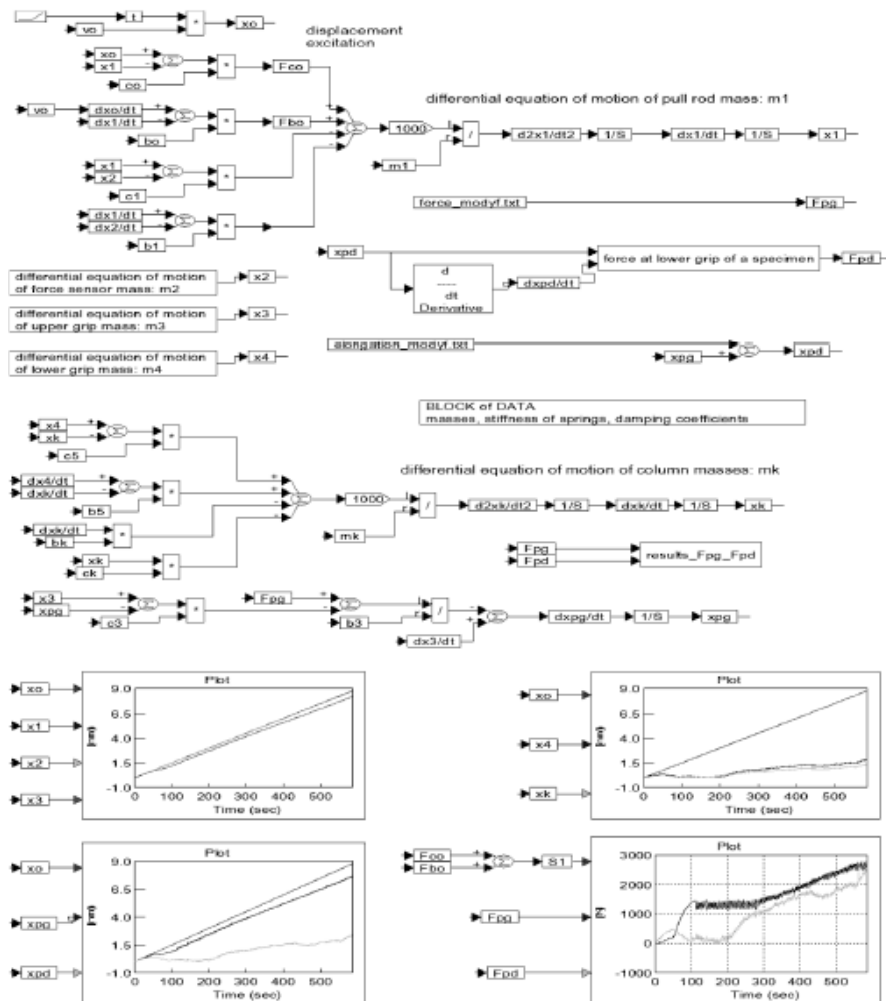 t
vo
*
xo
displacement
excitation
xo
x1
+
-
Σ
co
*
Fco
vo
dxo/dt
dx1/dt
+
-
Σ
bo
*
Fbo
x1
x2
+
-
Σ
c1
*
dx1/dt
dx2/dt
+
-
Σ
b1
*
+
+
-
-
Σ
1000
m1
l
r
/
differential equation of motion of pull rod mass: m1
d2x1/dt2
1/S
dx1/dt
1/S
x1
force_modyf.txt
Fpg
xpd
d
----
dt
Derivative
dxpd/dt
force at lower grip of a specimen
Fpd
differential equation of motion
of force sensor mass: m2
x2
differential equation of motion
of upper grip mass: m3
x3
differential equation of motion
of lower grip mass: m4
x4
elongation_modyf.txt
xpg
-
+
Σ
xpd
BLOCK of DATA
masses, stiffness of springs, damping coefficients
x4
xk
+
-
Σ
c5
*
dx4/dt
dxk/dt
+
-
Σ
b5
*
dxk/dt
bk
*
xk
ck
*
+
+
-
-
Σ
1000
mk
l
r
/
differential equation of motion of column masses: mk
d2xk/dt2
1/S
dxk/dt
1/S
xk
Fpg
Fpd
results_Fpg_Fpd
x3
xpg
+
-
Σ
c3
*
Fpg
+
-
Σ
b3
l
r
/
dx3/dt
-
+
Σ
dxpg/dt
1/S
xpg
xo
x1
x2
x3
Plot
9.0
6.5
4.0
1.5
-1.0
0 100 200 300 400 500
Time (sec)
xo
x4
xk
Plot
9.0
6.5
4.0
1.5
-1.0
0 100 200 300 400 500
Time (sec)
xo
xpg
xpd
Plot
9.0
6.5
4.0
1.5
-1.0
0 100 200 300 400 500
Time (sec)
Fco
Fbo
+
+
Σ
S1
Fpg
Fpd
Plot
3000
2000
1000
0
-1000
[N]
0 100 200 300 400 500
Time (sec)